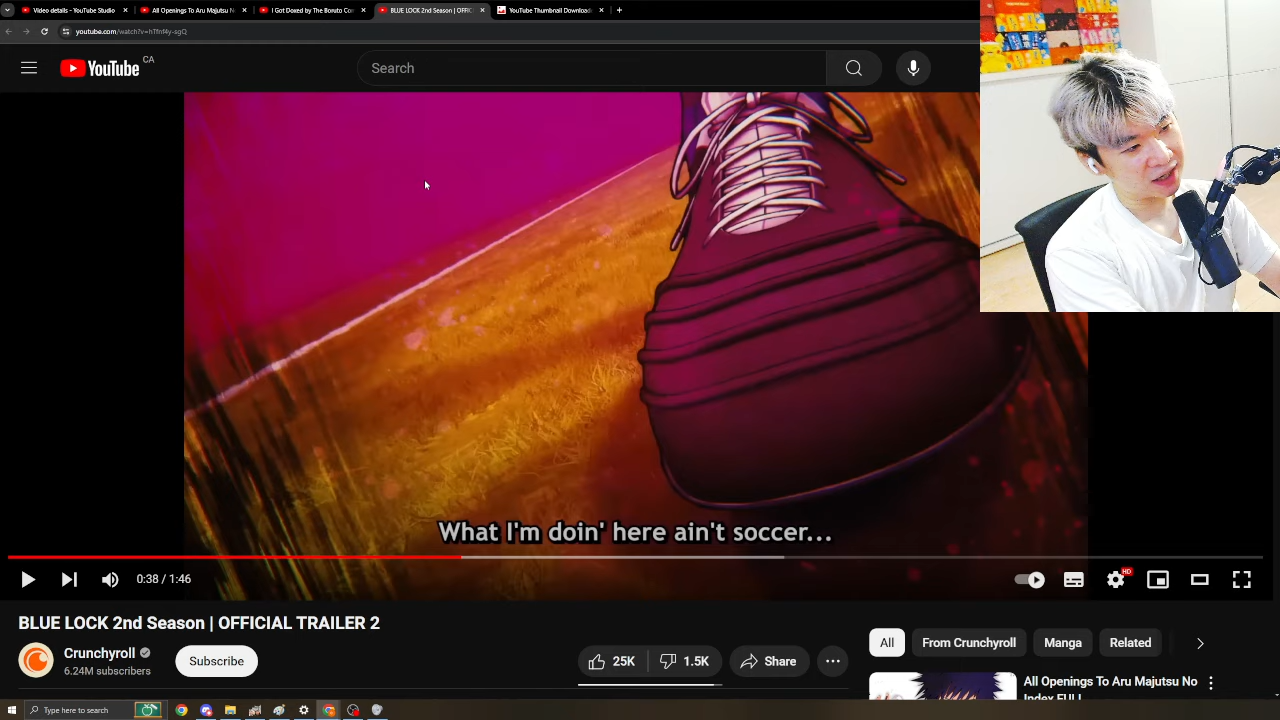 Video details - YouTube Studio
All Openings To Aru Majutsu N
I Got Doxed by The Boruto Co
BLUE LOCK 2nd Season | OFFIC
YouTube Thumbnail Download
youtube.com/watch?v=
YouTube CA
Search
What I'm doin' here ain't soccer...
0:38 / 1:46
HD
BLUE LOCK 2nd Season | OFFICIAL TRAILER 2
Crunchyroll
6.24M subscribers
Subscribe
25K
1.5K
Share
All
From Crunchyroll
Manga
Related
All Openings To Aru Majutsu No
Index FULL
Type here to search